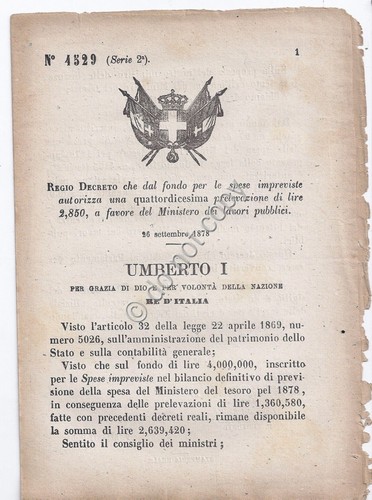 N° 4529 (Serie 2ª).
1
REGIO DECRETO che dal fondo per le spese impreviste
autorizza una quattordicesima prelevazione di lire
2,850, a favore del Ministero dei lavori pubblici.
26 settembre 1878
UMBERTO I
PER GRAZIA DI DIO E PER VOLONTÀ DELLA NAZIONE
RE D'ITALIA
Visto l'articolo 32 della legge 22 aprile 1869, nu-
mero 5026, sull'amministrazione del patrimonio dello
Stato e sulla contabilità generale;
Visto che sul fondo di lire 4,000,000, inscritto
per le Spese impreviste nel bilancio definitivo di previ-
sione della spesa del Ministero del tesoro pel 1878,
in conseguenza delle prelevazioni di lire 1,360,580,
fatte con precedenti decreti reali, rimane disponibile
la somma di lire 2,639,420;
Sentito il consiglio dei ministri;